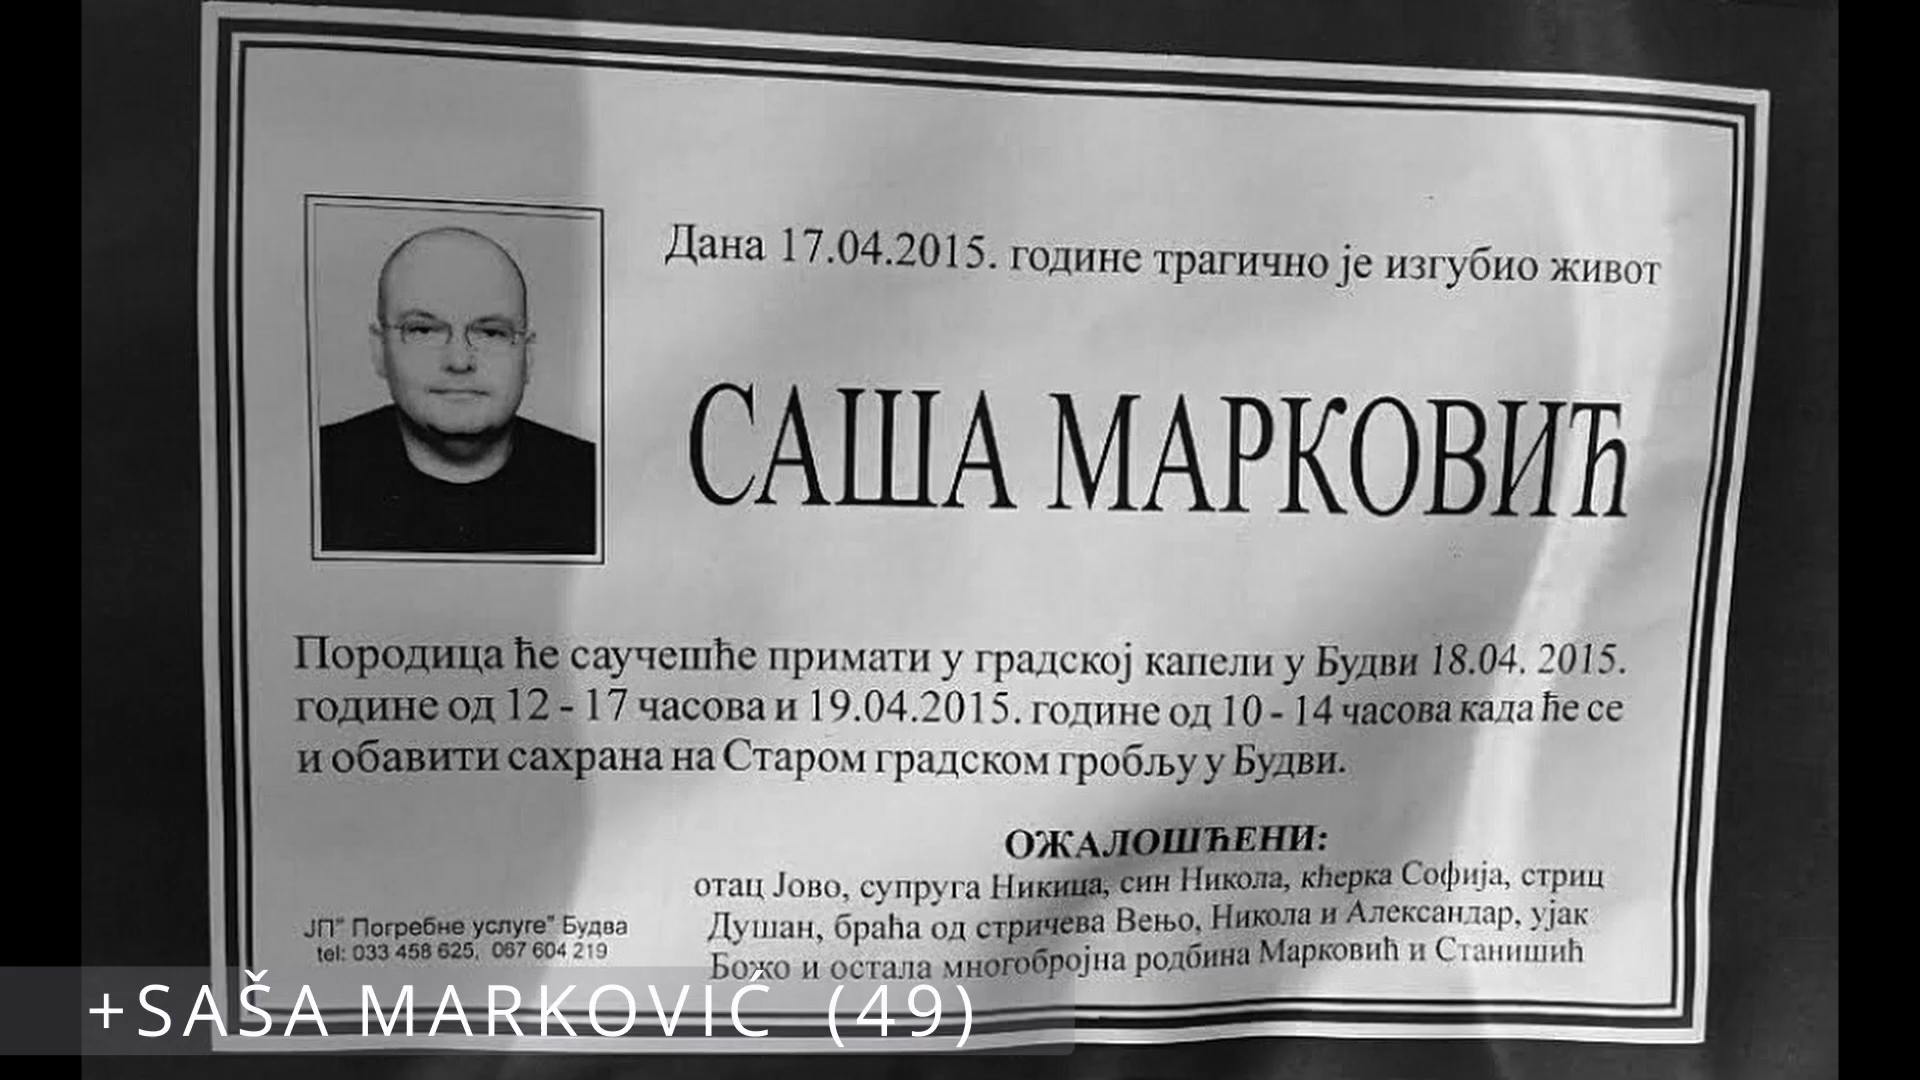 Дана 17.04.2015. године трагично је изгубио живот
САША МАРКОВИЋ
Породица ће саучешће примати у градској капели у Будви 18.04. 2015.
године од 12 - 17 часова и 19.04.2015. године од 10 - 14 часова када ће се
и обавити сахрана на Старом градском гробљу у Будви.
ОЖАЛОШЋЕНИ:
отац Јово, супруга Никица, син Никола, кћерка Софија, стриц
Душан, браћа од стричева Вењо, Никола и Александар, ујак
Божо и остала многобројна родбина Марковић и Станишић
ЈП" Погребне услуге" Будва
tel: 033 458 625, 067 604 219
+SAŠA MARKOVIĆ (49)